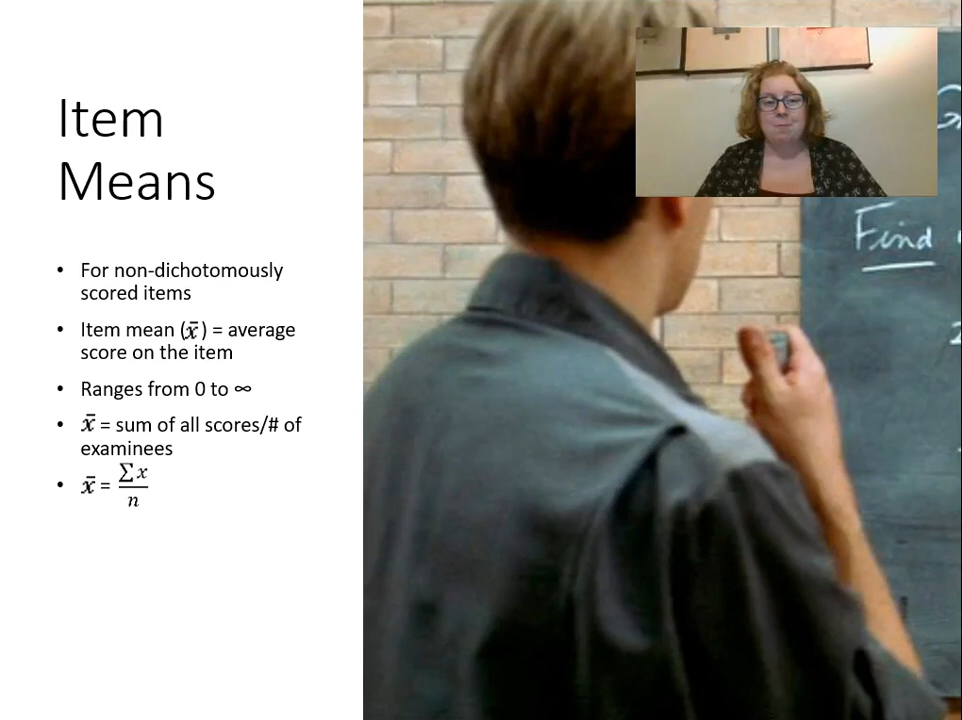 Item
Means
• For non-dichotomously
scored items
• Item mean (x̄) = average
score on the item
• Ranges from 0 to ∞
• x̄ = sum of all scores/# of
examinees
• x̄ = ∑x/n
Find